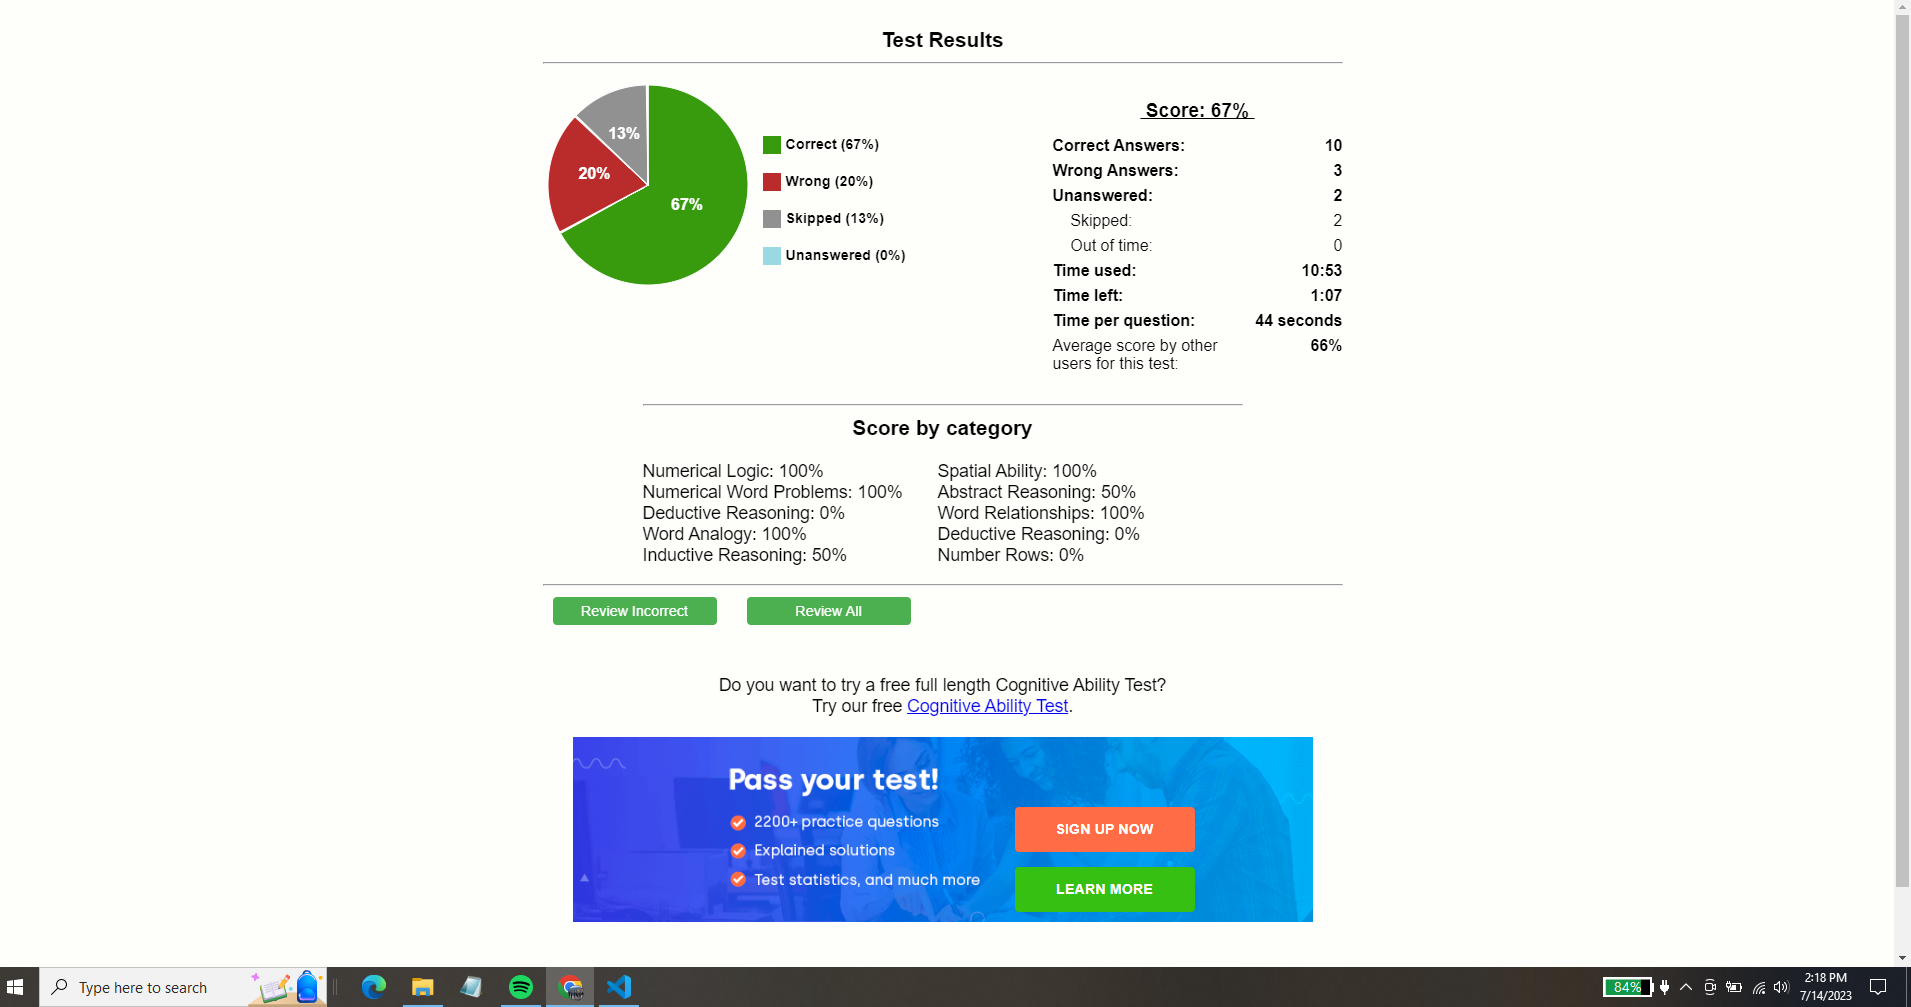 Test Results
13%
20%
67%
Correct (67%)
Wrong (20%)
Skipped (13%)
Unanswered (0%)
Score: 67%
Correct Answers: 10
Wrong Answers: 3
Unanswered: 2
Skipped: 2
Out of time: 0
Time used: 10:53
Time left: 1:07
Time per question: 44 seconds
Average score by other 66%
users for this test:
Score by category
Numerical Logic: 100%
Numerical Word Problems: 100%
Deductive Reasoning: 0%
Word Analogy: 100%
Inductive Reasoning: 50%
Spatial Ability: 100%
Abstract Reasoning: 50%
Word Relationships: 100%
Deductive Reasoning: 0%
Number Rows: 0%
Review Incorrect
Review All
Do you want to try a free full length Cognitive Ability Test?
Try our free Cognitive Ability Test.
Pass your test!
2200+ practice questions
Explained solutions
Test statistics, and much more
SIGN UP NOW
LEARN MORE
Type here to search
84%
2:18 PM
7/14/2023